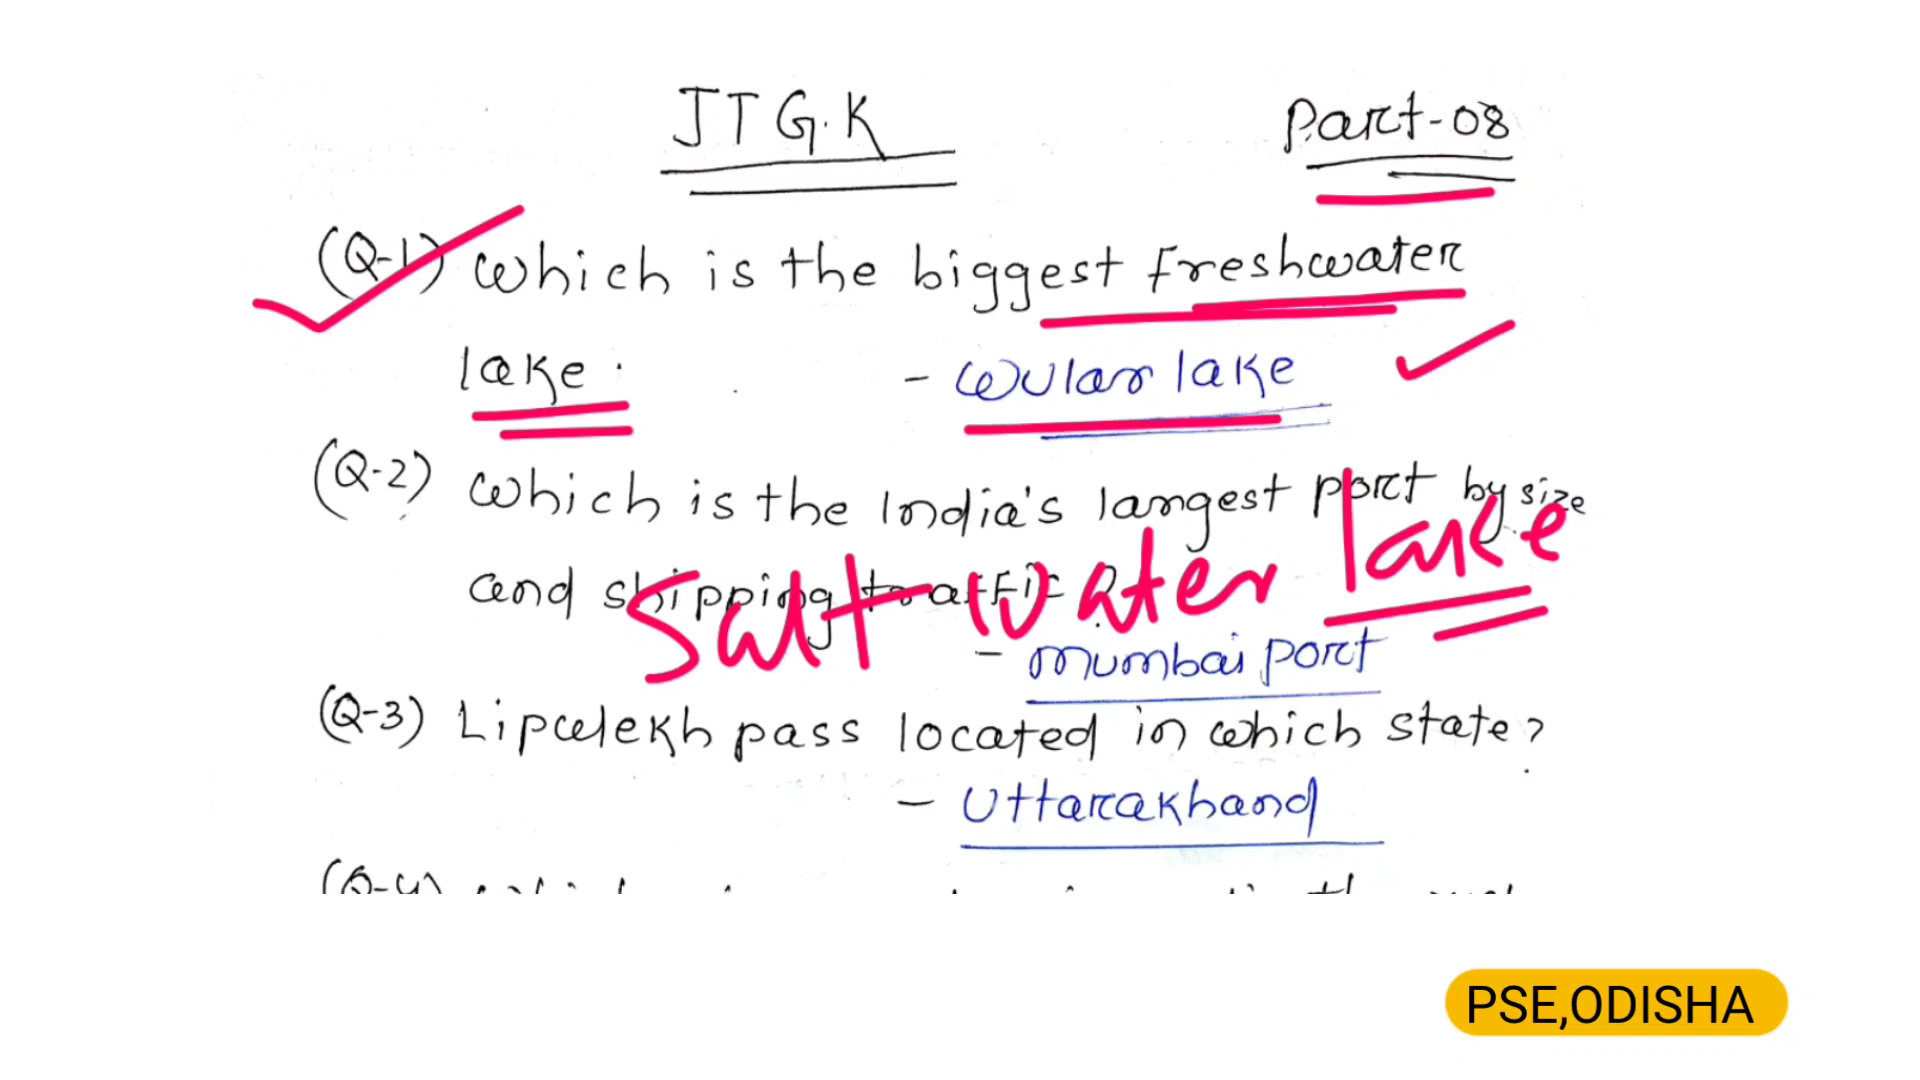 JT G.K
Part-08
(Q-1) Which is the biggest freshwater
lake.
- wular lake
(Q-2) Which is the India's largest port by size
and shipping traffic ?
salt water lake
- mumbai port
(Q-3) Lipulekh pass located in which state?
- Uttarakhand
(Q-4)
PSE,ODISHA